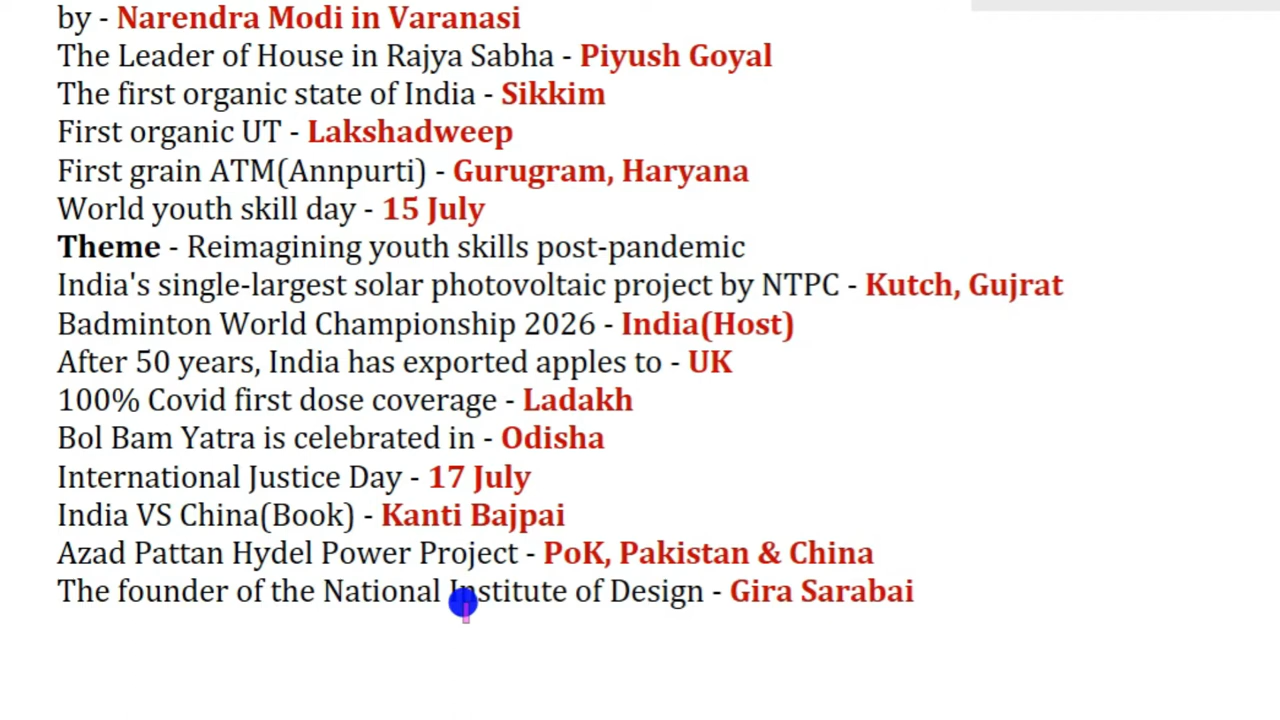 by - Narendra Modi in Varanasi
The Leader of House in Rajya Sabha - Piyush Goyal
The first organic state of India - Sikkim
First organic UT - Lakshadweep
First grain ATM(Annpurti) - Gurugram, Haryana
World youth skill day - 15 July
Theme - Reimagining youth skills post-pandemic
India's single-largest solar photovoltaic project by NTPC - Kutch, Gujrat
Badminton World Championship 2026 - India(Host)
After 50 years, India has exported apples to - UK
100% Covid first dose coverage - Ladakh
Bol Bam Yatra is celebrated in - Odisha
International Justice Day - 17 July
India VS China(Book) - Kanti Bajpai
Azad Pattan Hydel Power Project - PoK, Pakistan & China
The founder of the National Institute of Design - Gira Sarabai